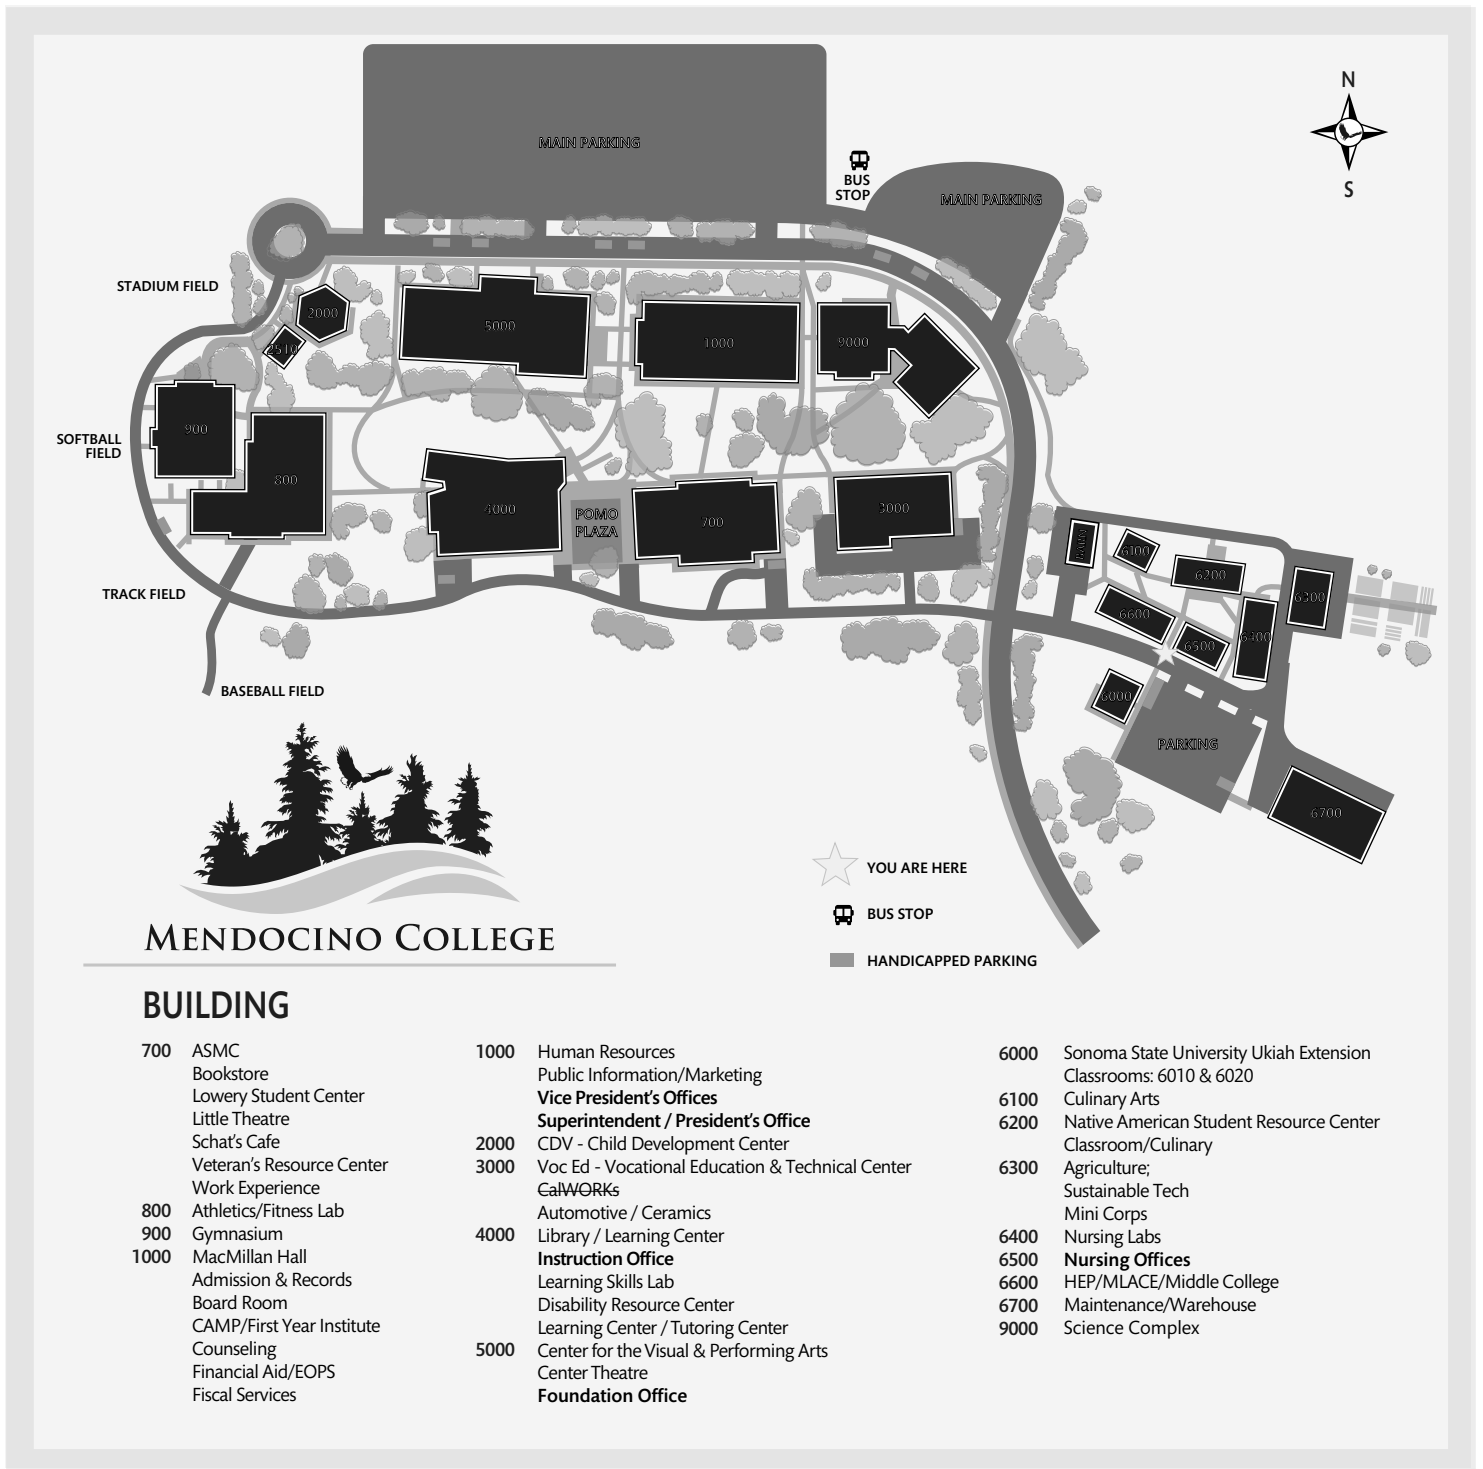 N
MAIN PARKING
BUS
STOP
MAIN PARKING
S
STADIUM FIELD
2000
5000
1000
9000
2510
900
SOFTBALL
FIELD
800
4000
POMO
PLAZA
700
3000
BARN
6100
6200
6300
6600
6400
6500
TRACK FIELD
BASEBALL FIELD
6000
PARKING
6700
YOU ARE HERE
BUS STOP
HANDICAPPED PARKING
MENDOCINO COLLEGE
BUILDING
700 ASMC
Bookstore
Lowery Student Center
Little Theatre
Schat's Cafe
Veteran's Resource Center
Work Experience
800 Athletics/Fitness Lab
900 Gymnasium
1000 MacMillan Hall
Admission & Records
Board Room
CAMP/First Year Institute
Counseling
Financial Aid/EOPS
Fiscal Services
1000 Human Resources
Public Information/Marketing
Vice President's Offices
Superintendent / President's Office
2000 CDV - Child Development Center
3000 Voc Ed - Vocational Education & Technical Center
CalWORKs
Automotive / Ceramics
4000 Library / Learning Center
Instruction Office
Learning Skills Lab
Disability Resource Center
Learning Center / Tutoring Center
5000 Center for the Visual & Performing Arts
Center Theatre
Foundation Office
6000 Sonoma State University Ukiah Extension
Classrooms: 6010 & 6020
6100 Culinary Arts
6200 Native American Student Resource Center
Classroom/Culinary
6300 Agriculture;
Sustainable Tech
Mini Corps
6400 Nursing Labs
6500 Nursing Offices
6600 HEP/MLACE/Middle College
6700 Maintenance/Warehouse
9000 Science Complex